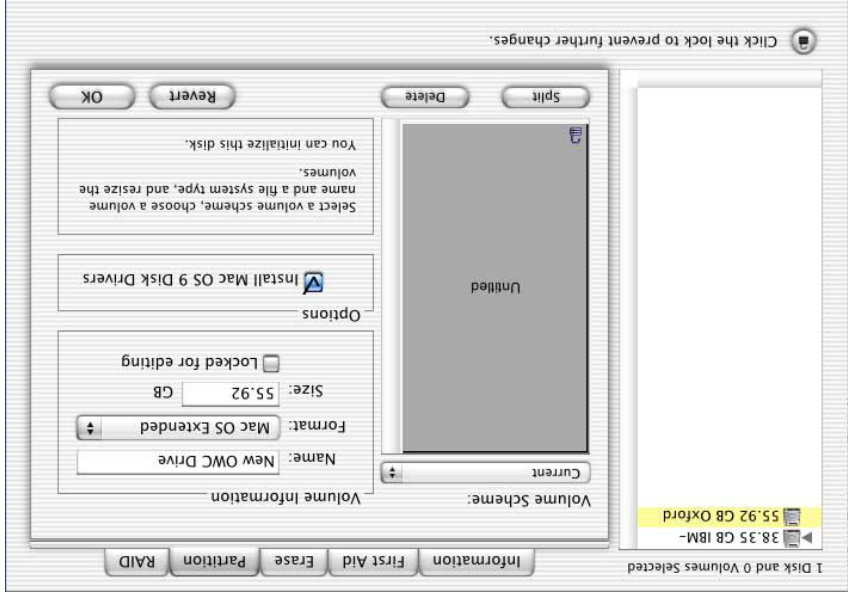 1 Disk and 0 Volumes Selected
38.35 GB IBM-
55.92 GB Oxford
Information
First Aid
Erase
Partition
RAID
Volume Scheme:
Current
Untitled
Split
Delete
Volume Information
Name: New OWC Drive
Format: Mac OS Extended
Size: 55.92 GB
Locked for editing
Options
Install Mac OS 9 Disk Drivers
Select a volume scheme, choose a volume
name and a file system type, and resize the
volumes.
You can initialize this disk.
Revert
OK
Click the lock to prevent further changes.